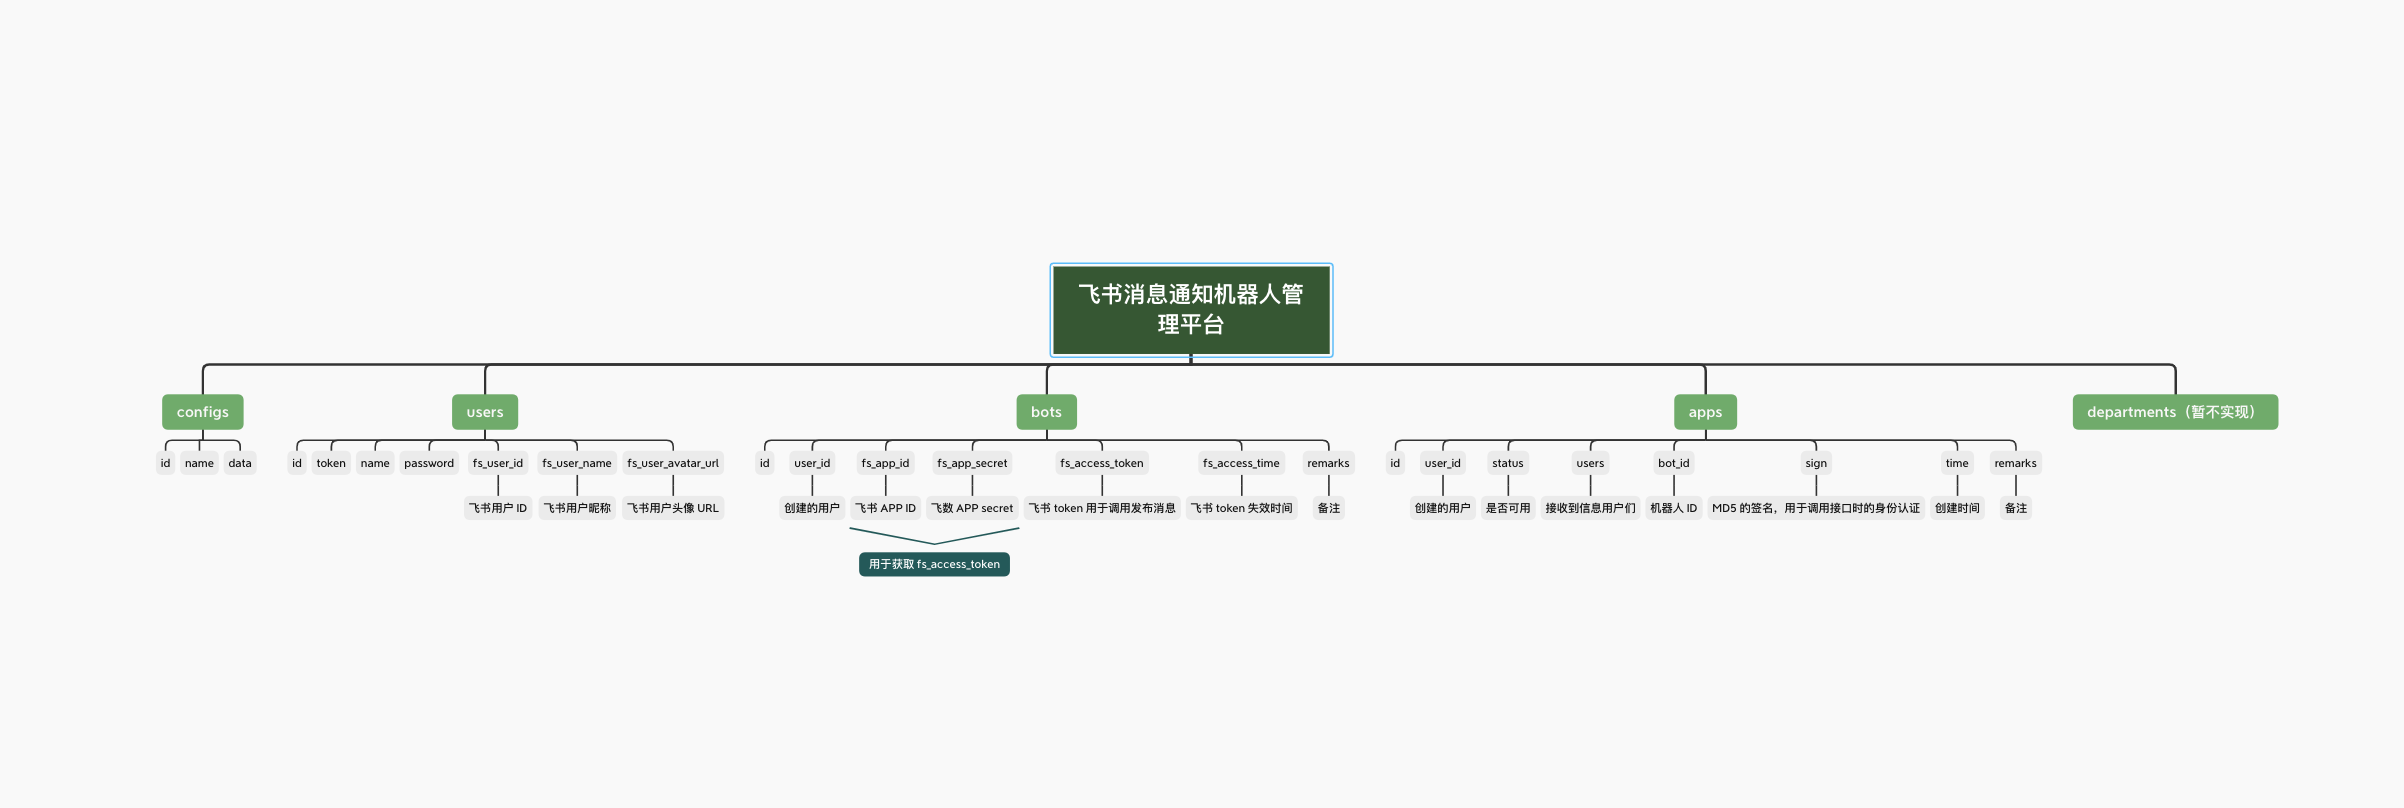 飞书消息通知机器人管
理平台
configs
users
bots
apps
departments（暂不实现）
id
name
data
id
token
name
password
fs_user_id
fs_user_name
fs_user_avatar_url
id
user_id
fs_app_id
fs_app_secret
fs_access_token
fs_access_time
remarks
id
user_id
status
users
bot_id
sign
time
remarks
飞书用户 ID
飞书用户昵称
飞书用户头像 URL
创建的用户
飞书 APP ID
飞数 APP secret
飞书 token 用于调用发布消息
飞书 token 失效时间
备注
创建的用户
是否可用
接收到信息用户们
机器人 ID
MD5 的签名，用于调用接口时的身份认证
创建时间
备注
用于获取 fs_access_token